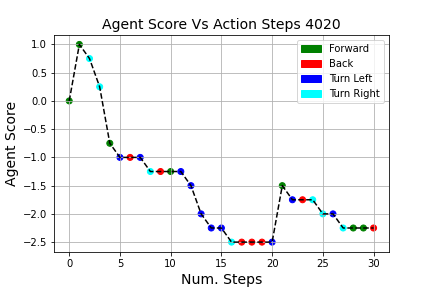 Agent Score Vs Action Steps 4020
Agent Score
1.0
0.5
0.0
−0.5
−1.0
−1.5
−2.0
−2.5
Forward
Back
Turn Left
Turn Right
0 5 10 15 20 25 30
Num. Steps